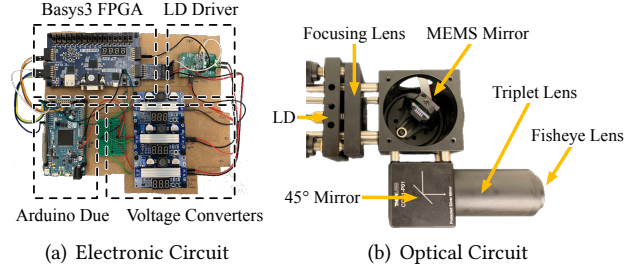 Basys3 FPGA
LD Driver
Arduino Due
Voltage Converters
(a) Electronic Circuit
Focusing Lens
MEMS Mirror
Triplet Lens
Fisheye Lens
LD
45° Mirror
(b) Optical Circuit